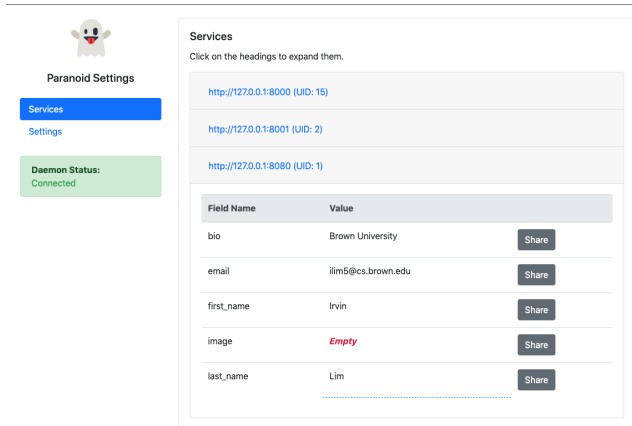 Paranoid Settings
Services
Settings
Daemon Status:
Connected
Services
Click on the headings to expand them.
http://127.0.0.1:8000 (UID: 15)
http://127.0.0.1:8001 (UID: 2)
http://127.0.0.1:8080 (UID: 1)
Field Name Value
bio Brown University Share
email ilim5@cs.brown.edu Share
first_name Irvin Share
image Empty Share
last_name Lim Share